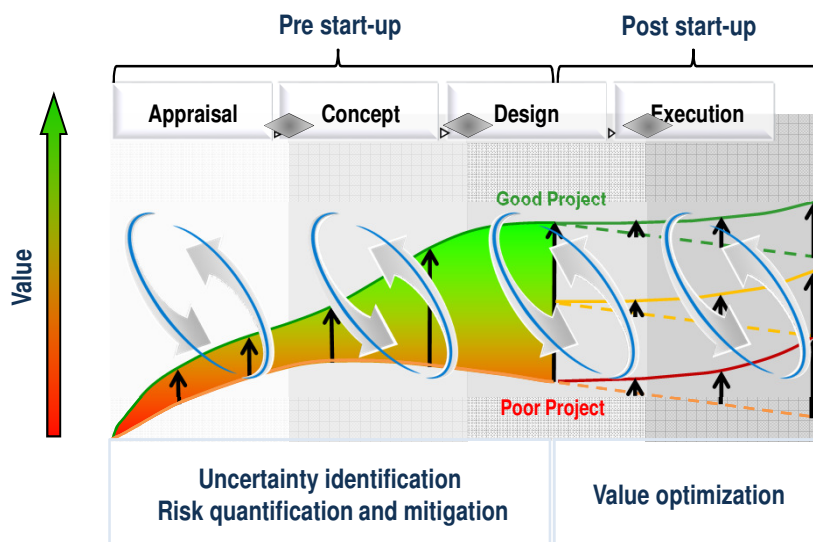 Pre start-up
Post start-up
Appraisal
Concept
Design
Execution
Value
Good Project
Poor Project
Uncertainty identification
Risk quantification and mitigation
Value optimization